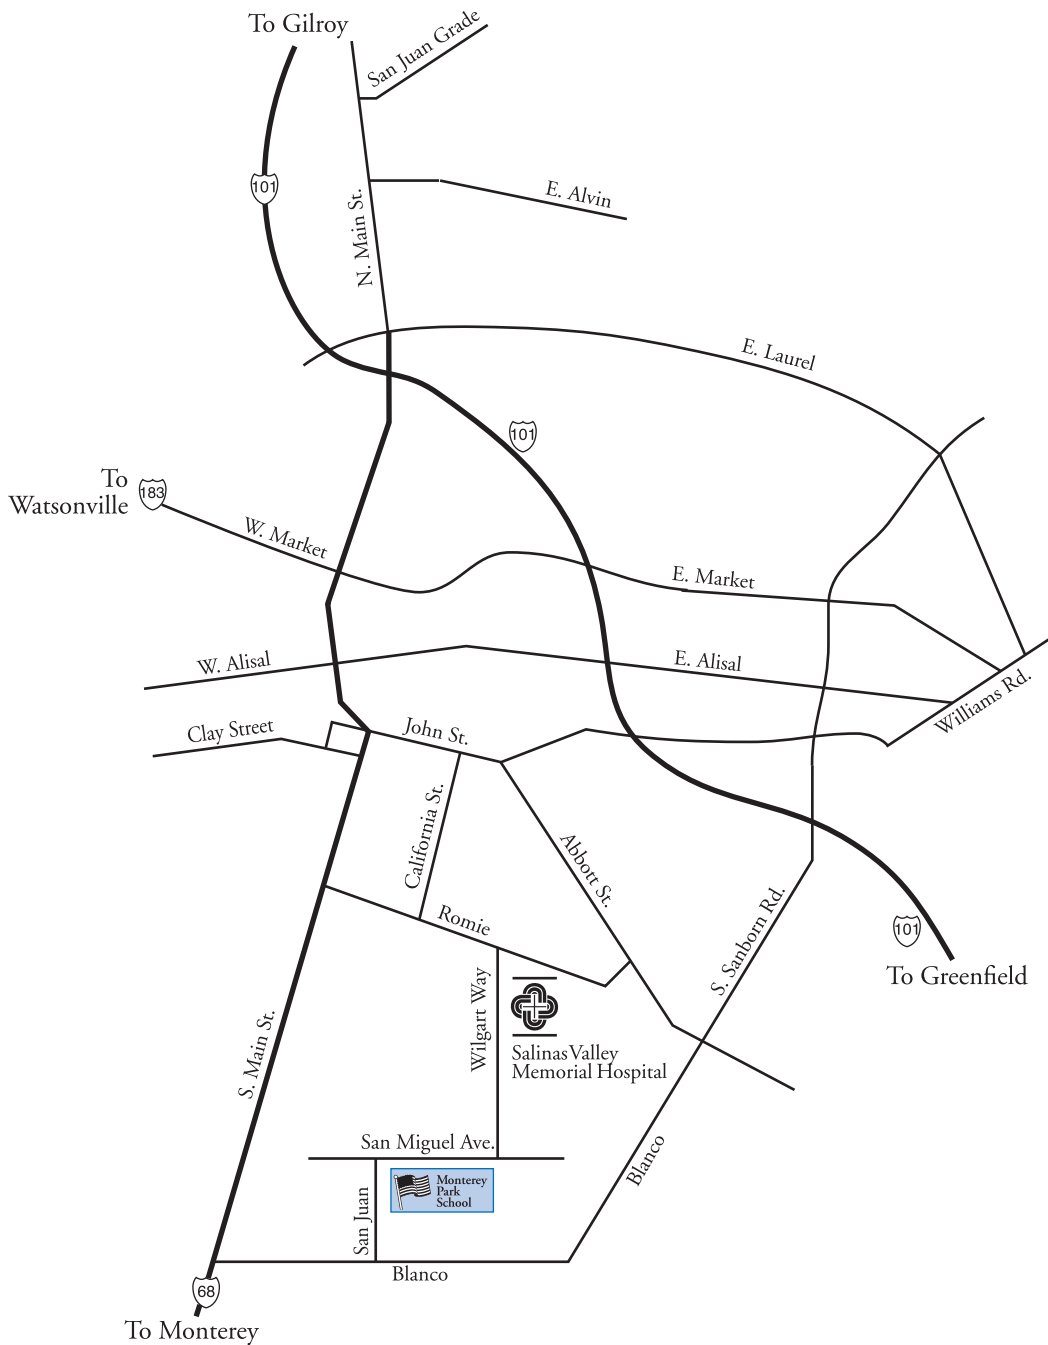 To Gilroy
San Juan Grade
101
E. Alvin
N. Main St.
E. Laurel
101
To
Watsonville
183
W. Market
E. Market
W. Alisal
E. Alisal
Williams Rd.
Clay Street
John St.
California St.
Abbott St.
Romie
S. Sanborn Rd.
101
To Greenfield
Wilgart Way
S. Main St.
Salinas Valley
Memorial Hospital
San Miguel Ave.
Blanco
Monterey
Park
School
San Juan
Blanco
68
To Monterey